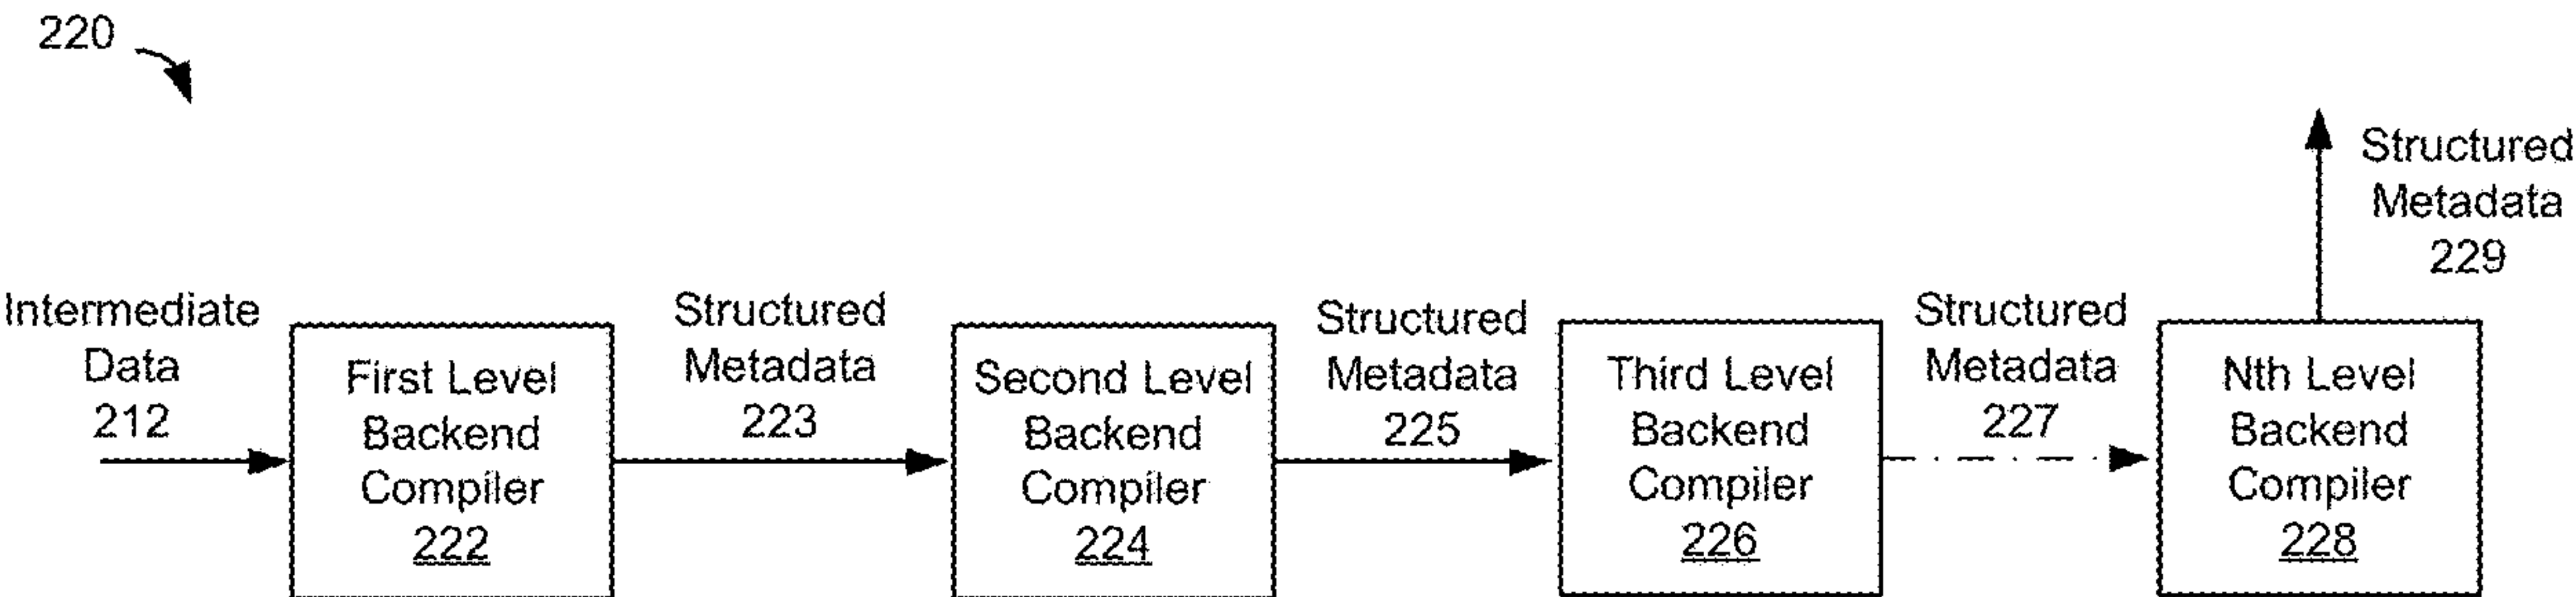 220
Structured
Metadata
229
Intermediate
Data
212
First Level
Backend
Compiler
222
Structured
Metadata
223
Second Level
Backend
Compiler
224
Structured
Metadata
225
Third Level
Backend
Compiler
226
Structured
Metadata
227
Nth Level
Backend
Compiler
228